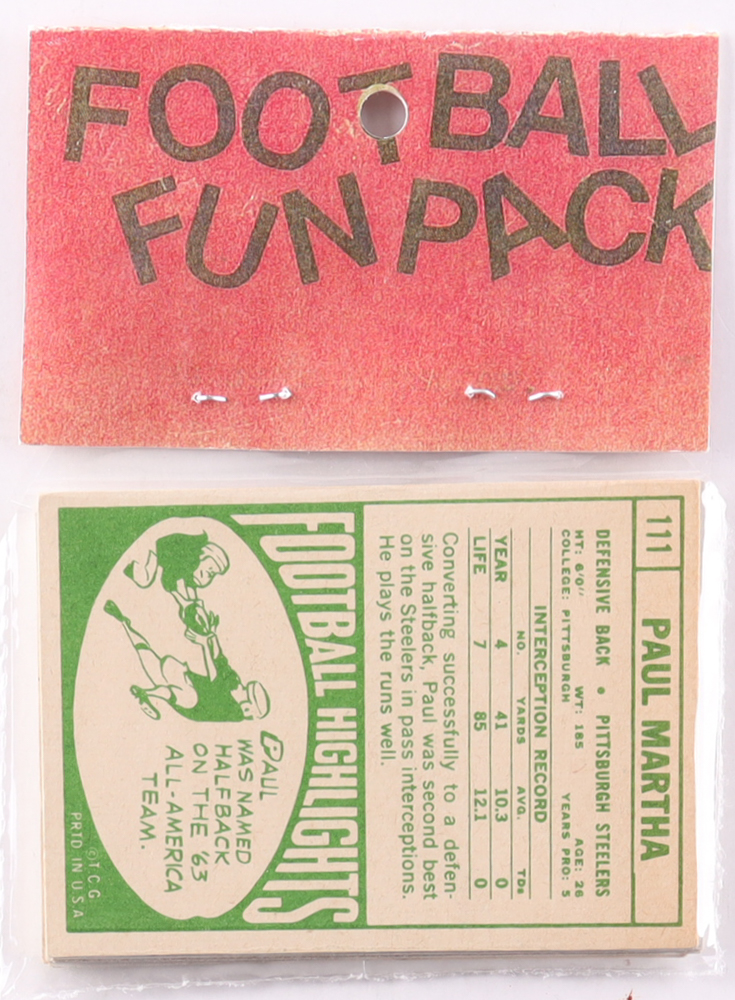 FOOTBALL
FUN PACK
111 PAUL MARTHA
DEFENSIVE BACK • PITTSBURGH STEELERS
HT: 6'0" WT: 185 AGE: 26
COLLEGE: PITTSBURGH YEARS PRO: 5
INTERCEPTION RECORD
NO. YARDS AVG. TDs
YEAR 4 41 10.3 0
LIFE 7 85 12.1 0
Converting successfully to a defen-
sive halfback, Paul was second best
on the Steelers in pass interceptions.
He plays the runs well.
FOOTBALL HIGHLIGHTS
PAUL
WAS NAMED
HALFBACK
ON THE '63
ALL-AMERICA
TEAM.
©T.C.G
PRTD IN U.S.A